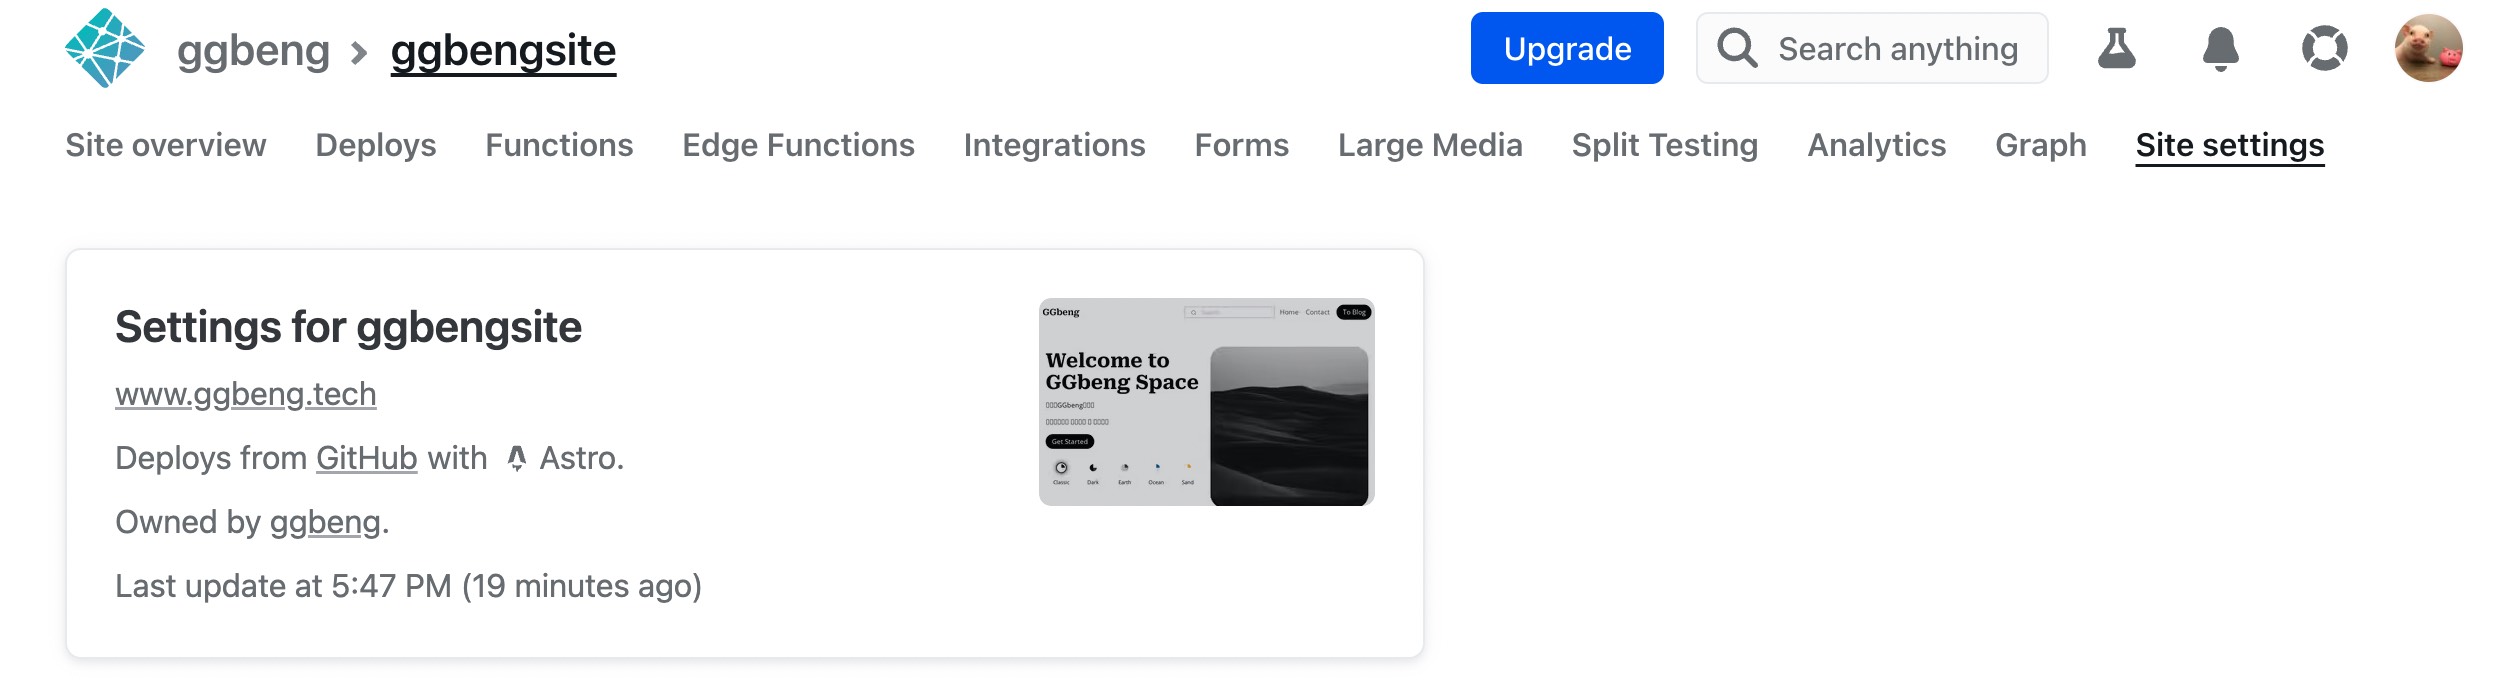 ggbeng > ggbengsite
Upgrade
Search anything
Site overview Deploys Functions Edge Functions Integrations Forms Large Media Split Testing Analytics Graph Site settings
Settings for ggbengsite
www.ggbeng.tech
Deploys from GitHub with Astro.
Owned by ggbeng.
Last update at 5:47 PM (19 minutes ago)
GGbeng
Home Contact To Blog
Welcome to
GGbeng Space
GGbeng
Get Started
Classic Dark Earth Ocean Sand